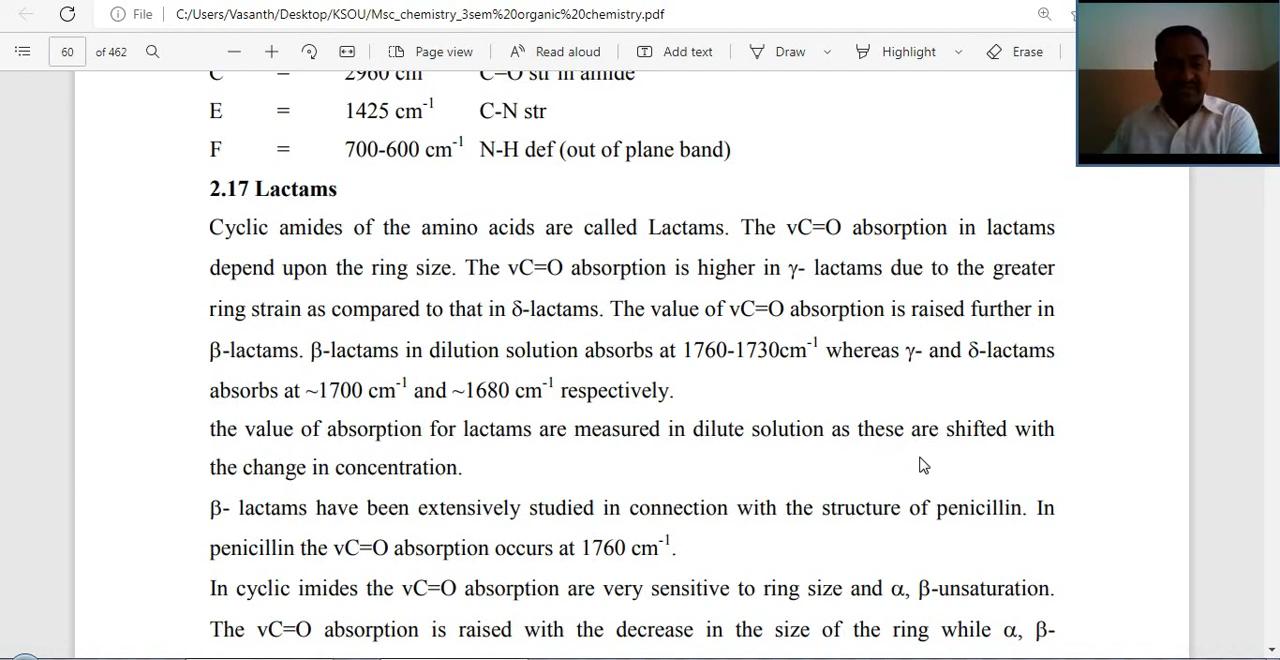 File C:/Users/Vasanth/Desktop/KSOU/Msc_chemistry_3sem%20organic%20chemistry.pdf
60 of 462 Page view Read aloud Add text Draw Highlight Erase
C = 2960 cm C=O str in amide
E = 1425 cm-1 C-N str
F = 700-600 cm-1 N-H def (out of plane band)
2.17 Lactams
Cyclic amides of the amino acids are called Lactams. The νC=O absorption in lactams
depend upon the ring size. The νC=O absorption is higher in γ- lactams due to the greater
ring strain as compared to that in δ-lactams. The value of νC=O absorption is raised further in
β-lactams. β-lactams in dilution solution absorbs at 1760-1730cm-1 whereas γ- and δ-lactams
absorbs at ~1700 cm-1 and ~1680 cm-1 respectively.
the value of absorption for lactams are measured in dilute solution as these are shifted with
the change in concentration.
β- lactams have been extensively studied in connection with the structure of penicillin. In
penicillin the νC=O absorption occurs at 1760 cm-1.
In cyclic imides the νC=O absorption are very sensitive to ring size and α, β-unsaturation.
The νC=O absorption is raised with the decrease in the size of the ring while α, β-